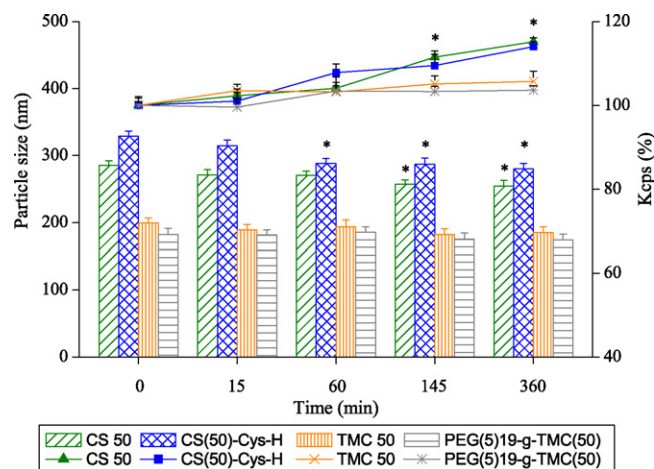 500
400
300
200
100
0
Particle size (nm)
120
100
80
60
40
Kcps (%)
* *
* * * * *
0 15 60 145 360
Time (min)
CS 50 CS(50)-Cys-H TMC 50 PEG(5)19-g-TMC(50)
CS 50 CS(50)-Cys-H TMC 50 PEG(5)19-g-TMC(50)